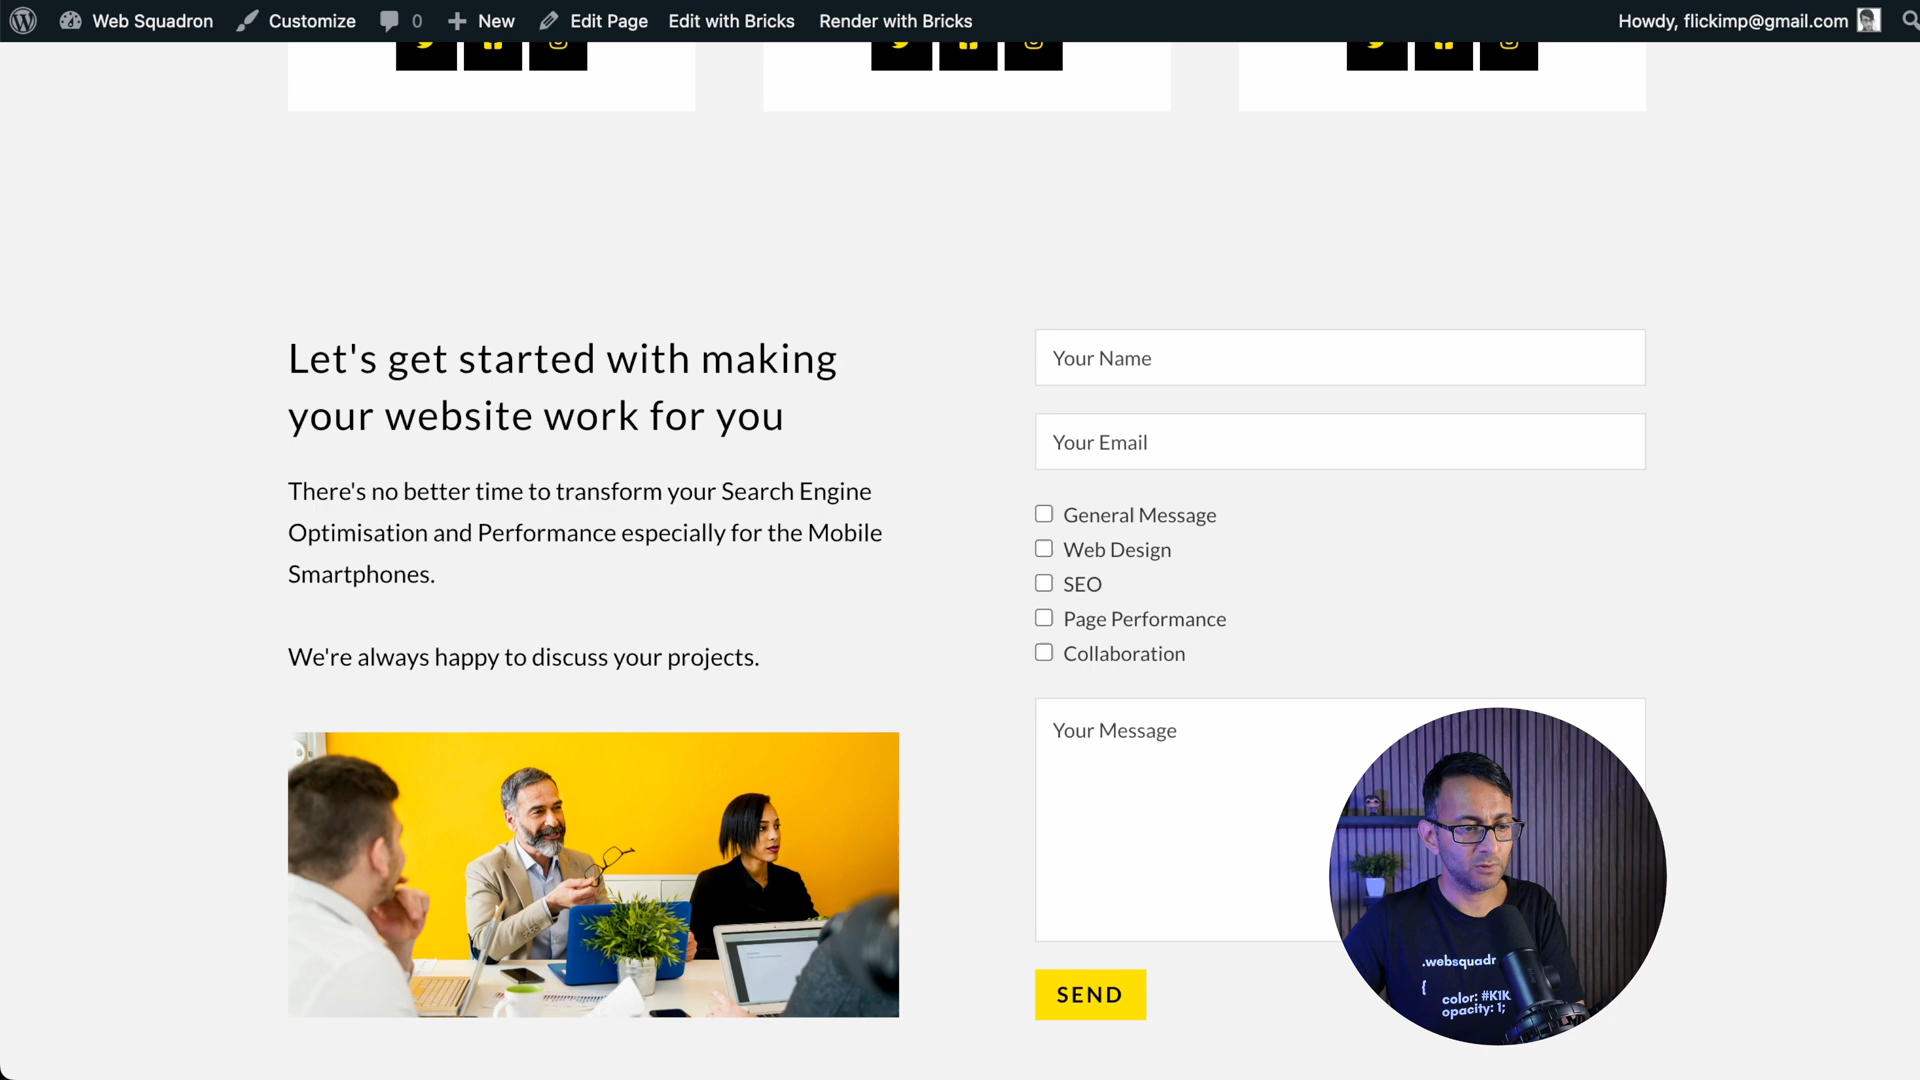 Web Squadron Customize 0 New Edit Page Edit with Bricks Render with Bricks Howdy, flickimp@gmail.com
Let's get started with making
your website work for you
There's no better time to transform your Search Engine
Optimisation and Performance especially for the Mobile
Smartphones.
We're always happy to discuss your projects.
Your Name
Your Email
General Message
Web Design
SEO
Page Performance
Collaboration
Your Message
SEND
.websquadr
{
color: #K1K
opacity: 1;